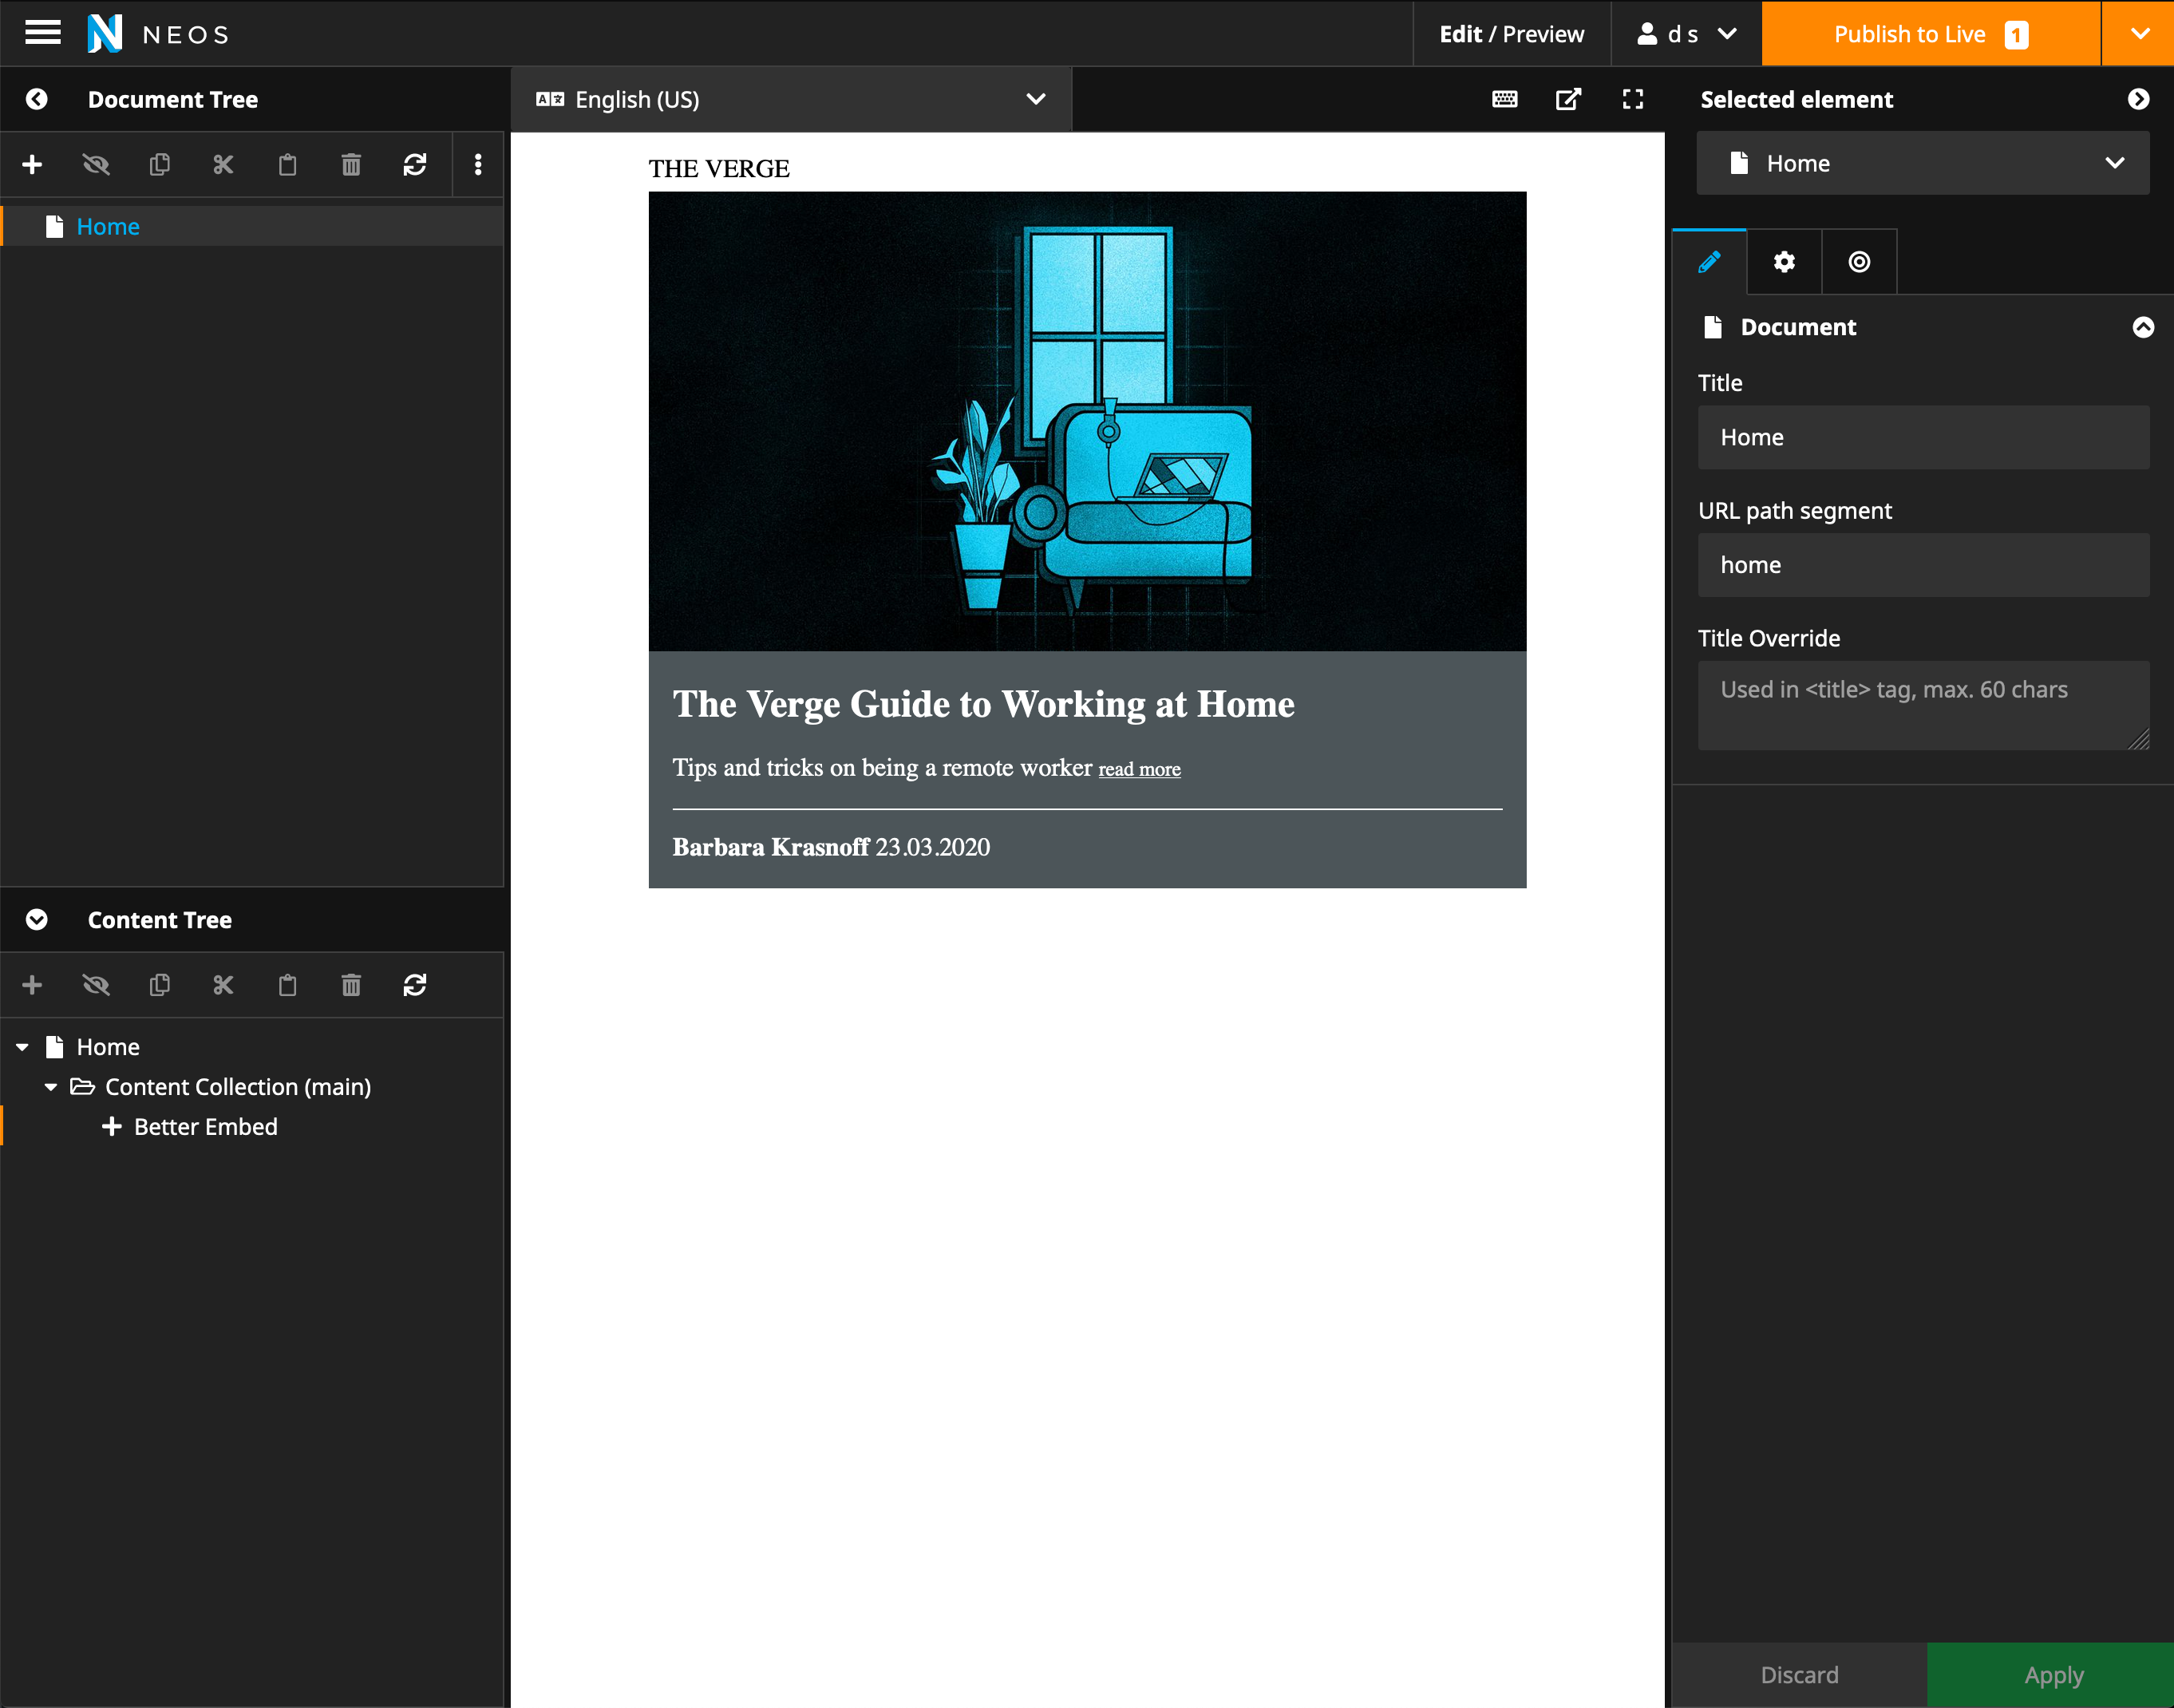 NEOS
Edit / Preview
d s
Publish to Live 1
Document Tree
English (US)
Selected element
Home
Home
THE VERGE
The Verge Guide to Working at Home
Tips and tricks on being a remote worker read more
Barbara Krasnoff 23.03.2020
Document
Title
Home
URL path segment
home
Title Override
Used in <title> tag, max. 60 chars
Content Tree
Home
Content Collection (main)
Better Embed
Discard
Apply